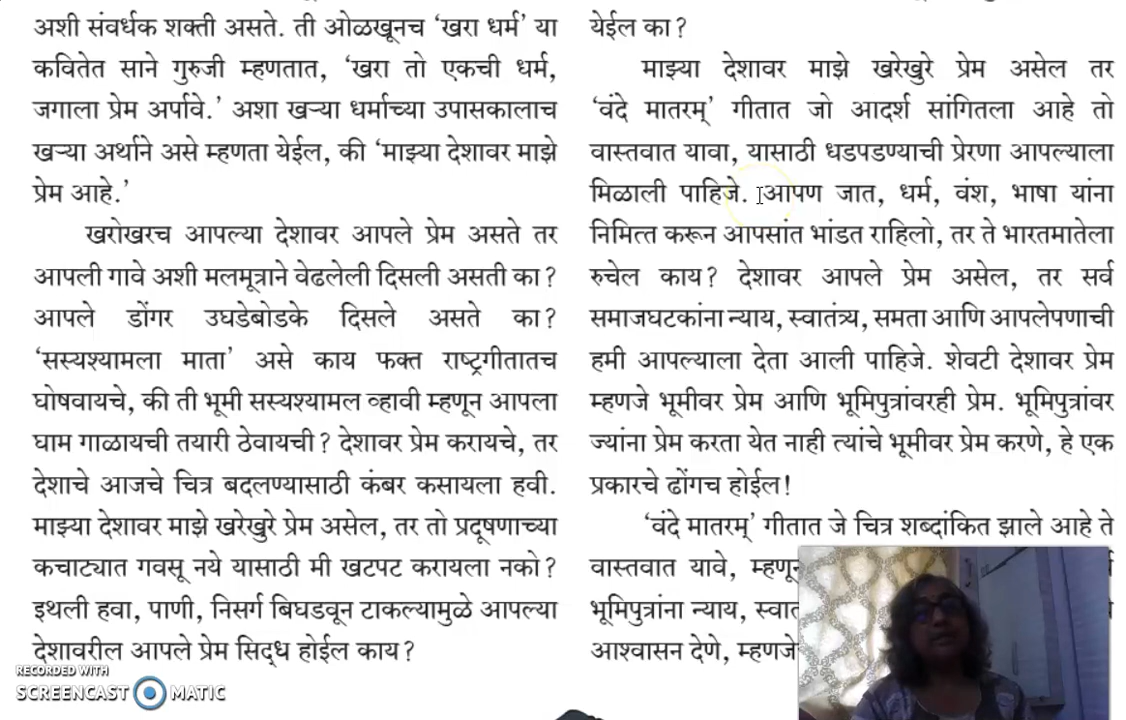 अशी संवर्धक शक्ती असते. ती ओळखूनच ‘खरा धर्म’ या
कवितेत साने गुरुजी म्हणतात, ‘खरा तो एकची धर्म,
जगाला प्रेम अर्पावे.’ अशा खऱ्या धर्माच्या उपासकालाच
खऱ्या अर्थाने असे म्हणता येईल, की ‘माझ्या देशावर माझे
प्रेम आहे.’
खरोखरच आपल्या देशावर आपले प्रेम असते तर
आपली गावे अशी मलमूत्राने वेढलेली दिसली असती का?
आपले डोंगर उघडेबोडके दिसले असते का?
‘सस्यश्यामला माता’ असे काय फक्त राष्ट्रगीतातच
घोषवायचे, की ती भूमी सस्यश्यामल व्हावी म्हणून आपला
घाम गाळायची तयारी ठेवायची? देशावर प्रेम करायचे, तर
देशाचे आजचे चित्र बदलण्यासाठी कंबर कसायला हवी.
माझ्या देशावर माझे खरेखुरे प्रेम असेल, तर तो प्रदूषणाच्या
कचाट्यात गवसू नये यासाठी मी खटपट करायला नको?
इथली हवा, पाणी, निसर्ग बिघडवून टाकल्यामुळे आपल्या
देशावरील आपले प्रेम सिद्ध होईल काय?
RECORDED WITH
SCREENCAST MATIC
येईल का?
माझ्या देशावर माझे खरेखुरे प्रेम असेल तर
‘वंदे मातरम्’ गीतात जो आदर्श सांगितला आहे तो
वास्तवात यावा, यासाठी धडपडण्याची प्रेरणा आपल्याला
मिळाली पाहिजे. आपण जात, धर्म, वंश, भाषा यांना
निमित्त करून आपसांत भांडत राहिलो, तर ते भारतमातेला
रुचेल काय? देशावर आपले प्रेम असेल, तर सर्व
समाजघटकांना न्याय, स्वातंत्र्य, समता आणि आपलेपणाची
हमी आपल्याला देता आली पाहिजे. शेवटी देशावर प्रेम
म्हणजे भूमीवर प्रेम आणि भूमिपुत्रांवरही प्रेम. भूमिपुत्रांवर
ज्यांना प्रेम करता येत नाही त्यांचे भूमीवर प्रेम करणे, हे एक
प्रकारचे ढोंगच होईल!
‘वंदे मातरम्’ गीतात जे चित्र शब्दांकित झाले आहे ते
वास्तवात यावे,
भूमिपुत्रांना न्याय,
आश्वासन देणे, म्हणजे